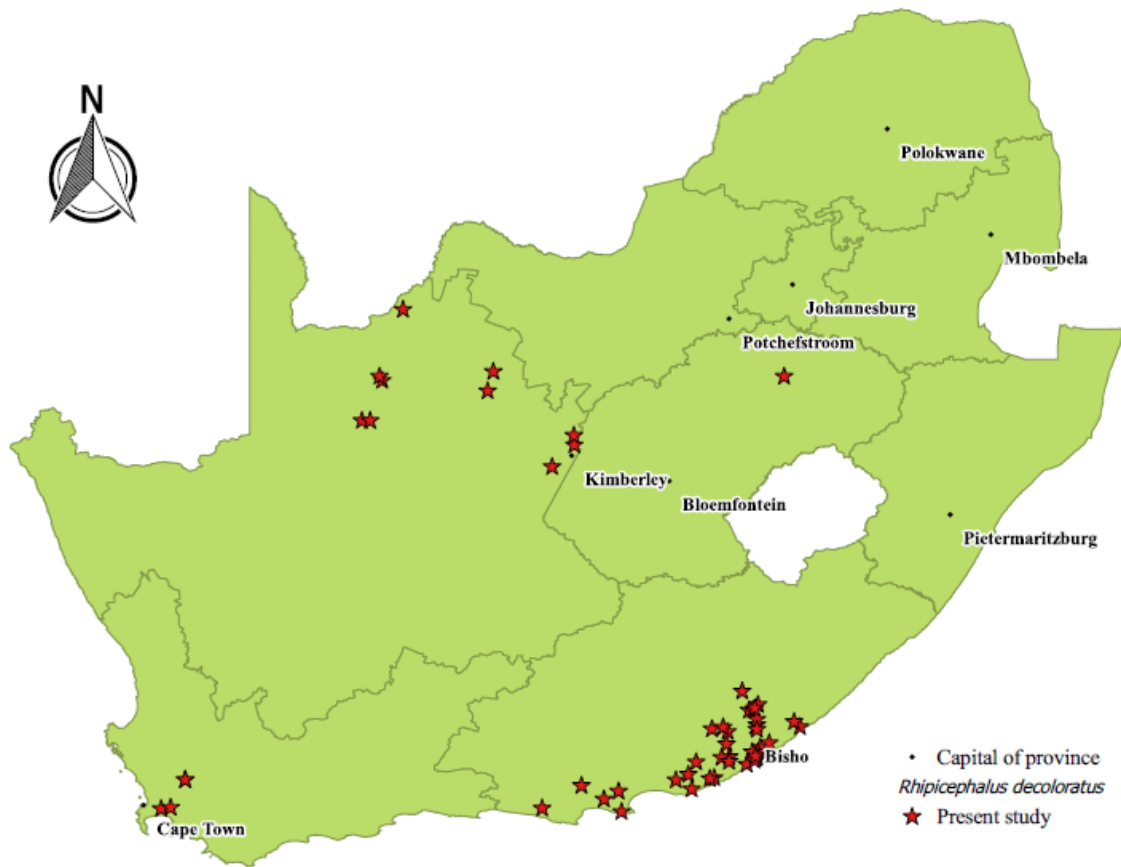 N
Polokwane
Mbombela
Johannesburg
Potchefstroom
Kimberley
Bloemfontein
Pietermaritzburg
Bisho
Cape Town
Capital of province
Rhipicephalus decoloratus
Present study